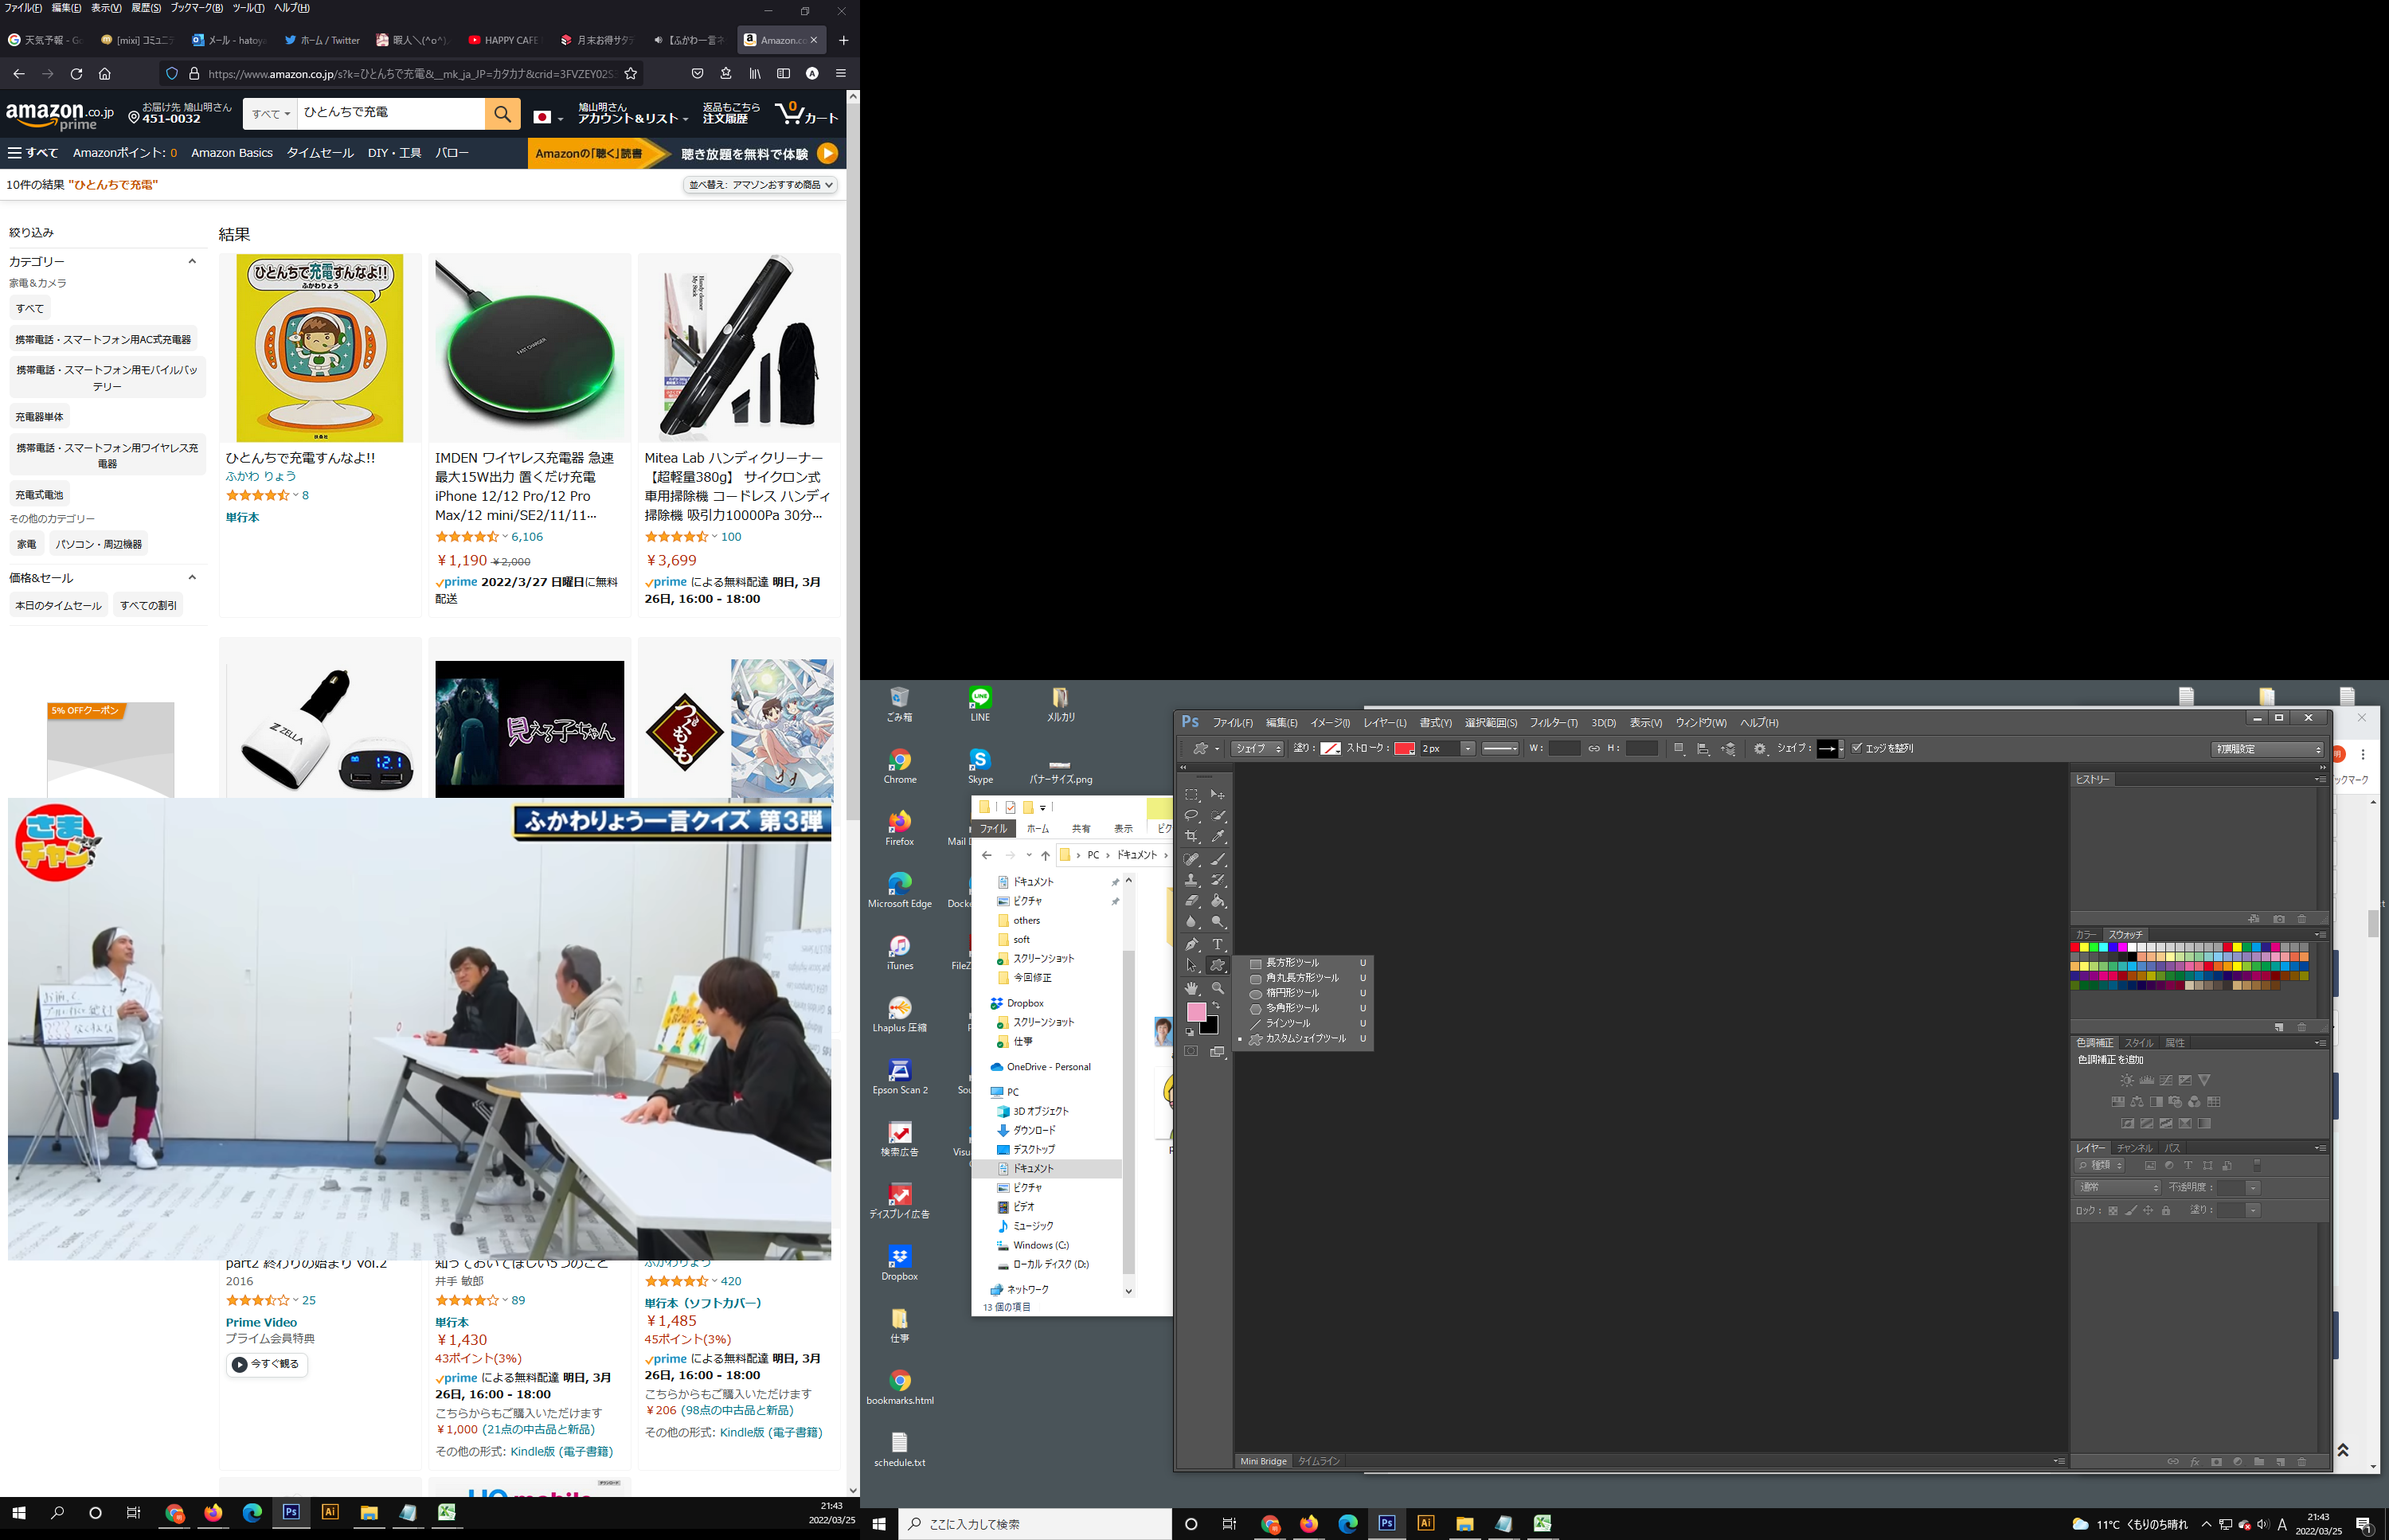 ファイル(F) 編集(E) 表示(V) 履歴(S) ブックマーク(B) ツール(T) ヘルプ(H)
天気予報 - Go
[mixi] コミュニテ
メール - hatoya
ホーム / Twitter
暇人＼(^o^)
HAPPY CAFE
月末お得サタデ
【ふかわ一言ネ
Amazon.co
https://www.amazon.co.jp/s?k=ひとんちで充電&__mk_ja_JP=カタカナ&crid=3FVZEY02S
amazon.co.jp
prime
お届け先 鳩山明さん
451-0032
すべて
ひとんちで充電
鳩山明さん
アカウント＆リスト
返品もこちら
注文履歴
0
カート
すべて Amazonポイント: 0 Amazon Basics タイムセール DIY・工具 バロー
Amazonの「聴く」読書 聴き放題を無料で体験
10件の結果 "ひとんちで充電"
並べ替え: アマゾンおすすめ商品
絞り込み
カテゴリー
家電＆カメラ
すべて
携帯電話・スマートフォン用AC式充電器
携帯電話・スマートフォン用モバイルバッ
テリー
充電器単体
携帯電話・スマートフォン用ワイヤレス充
電器
充電式電池
その他のカテゴリー
家電 パソコン・周辺機器
価格&セール
本日のタイムセール すべての割引
5% OFFクーポン
結果
ひとんちで充電すんなよ!!
ふかわりょう
扶桑社
ひとんちで充電すんなよ!!
ふかわ りょう
8
単行本
FAST CHARGER
IMDEN ワイヤレス充電器 急速
最大15W出力 置くだけ充電
iPhone 12/12 Pro/12 Pro
Max/12 mini/SE2/11/11…
6,106
￥1,190 ￥2,000
prime 2022/3/27 日曜日に無料
配送
Handy cleaner
My Stick
Mitea Lab ハンディクリーナー
【超軽量380g】 サイクロン式
車用掃除機 コードレス ハンディ
掃除機 吸引力10000Pa 30分…
100
￥3,699
prime による無料配達 明日, 3月
26日, 16:00 - 18:00
ZELLA
12.1
見える子ちゃん
つぐもも
さまチャン
ふかわりょう一言クイズ 第3弾
part2 終わりの始まり vol.2
2016
25
Prime Video
プライム会員特典
今すぐ観る
知っておいてほしい5つのこと
井手 敏郎
89
単行本
￥1,430
43ポイント(3%)
prime による無料配達 明日, 3月
26日, 16:00 - 18:00
こちらからもご購入いただけます
￥1,000 (21点の中古品と新品)
その他の形式: Kindle版 (電子書籍)
ふかわりょう
420
単行本（ソフトカバー）
￥1,485
45ポイント(3%)
prime による無料配達 明日, 3月
26日, 16:00 - 18:00
こちらからもご購入いただけます
￥206 (98点の中古品と新品)
その他の形式: Kindle版 (電子書籍)
21:43
2022/03/25
ごみ箱
LINE
メルカリ
Chrome
Skype
バナーサイズ.png
Firefox
Mail D
Microsoft Edge
Docke
iTunes
FileZ
Lhaplus 圧縮
Epson Scan 2
Sou
検索広告
Visua
ディスプレイ広告
Dropbox
仕事
bookmarks.html
schedule.txt
ファイル ホーム 共有 表示 ピク
PC › ドキュメント ›
ドキュメント
ピクチャ
others
soft
スクリーンショット
今回修正
Dropbox
スクリーンショット
仕事
OneDrive - Personal
PC
3D オブジェクト
ダウンロード
デスクトップ
ドキュメント
ピクチャ
ビデオ
ミュージック
Windows (C:)
ローカル ディスク (D:)
ネットワーク
13 個の項目
Ps ファイル(F) 編集(E) イメージ(I) レイヤー(L) 書式(Y) 選択範囲(S) フィルター(T) 3D(D) 表示(V) ウィンドウ(W) ヘルプ(H)
シェイプ 塗り: ストローク: 2 px W: H: シェイプ: エッジを整列
初期設定
長方形ツール U
角丸長方形ツール U
楕円形ツール U
多角形ツール U
ラインツール U
カスタムシェイプツール U
ヒストリー
カラー スウォッチ
色調補正 スタイル 属性
色調補正を追加
レイヤー チャンネル パス
種類
通常 不透明度:
ロック: 塗り:
Mini Bridge タイムライン
ックマーク
ここに入力して検索
11°C くもりのち晴れ
A
21:43
2022/03/25
1